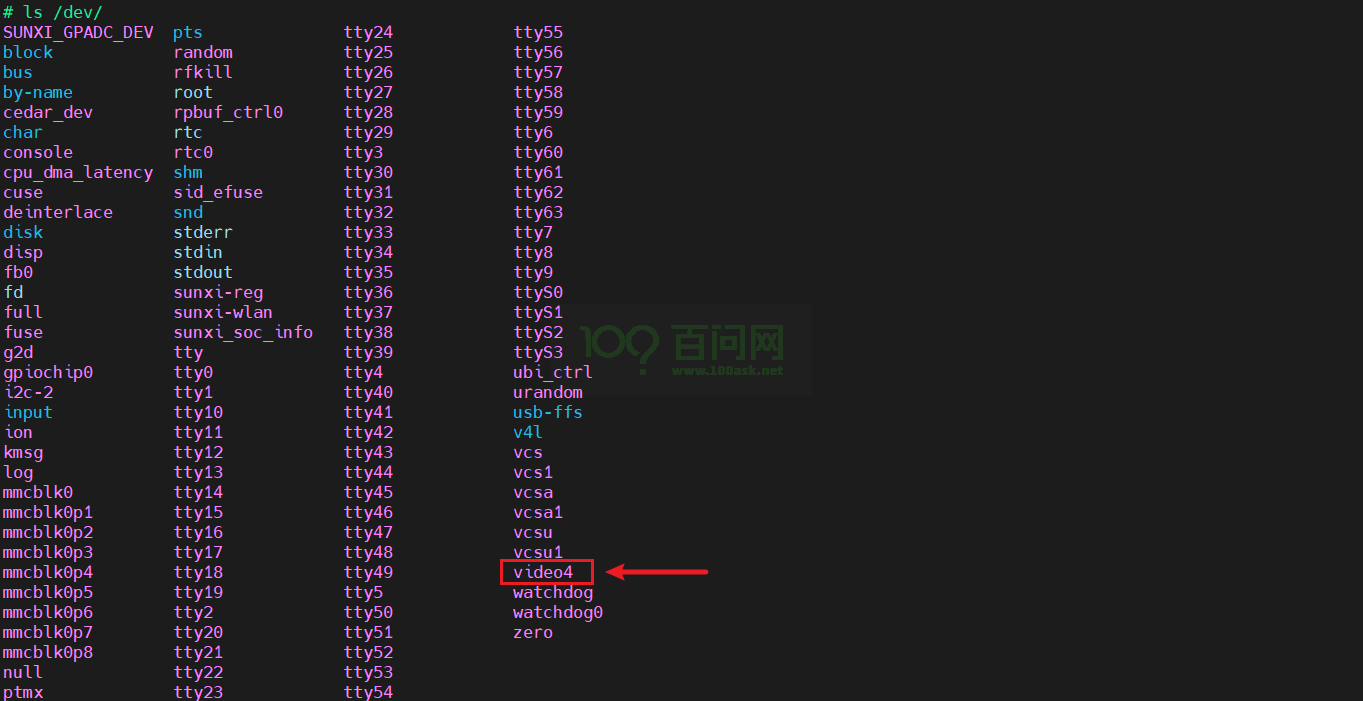 # ls /dev/
SUNXI_GPADC_DEV pts tty24 tty55
block random tty25 tty56
bus rfkill tty26 tty57
by-name root tty27 tty58
cedar_dev rpbuf_ctrl0 tty28 tty59
char rtc tty29 tty6
console rtc0 tty3 tty60
cpu_dma_latency shm tty30 tty61
cuse sid_efuse tty31 tty62
deinterlace snd tty32 tty63
disk stderr tty33 tty7
disp stdin tty34 tty8
fb0 stdout tty35 tty9
fd sunxi-reg tty36 ttyS0
full sunxi-wlan tty37 ttyS1
fuse sunxi_soc_info tty38 ttyS2
g2d tty tty39 ttyS3
gpiochip0 tty0 tty4 ubi_ctrl
i2c-2 tty1 tty40 urandom
input tty10 tty41 usb-ffs
ion tty11 tty42 v4l
kmsg tty12 tty43 vcs
log tty13 tty44 vcs1
mmcblk0 tty14 tty45 vcsa
mmcblk0p1 tty15 tty46 vcsa1
mmcblk0p2 tty16 tty47 vcsu
mmcblk0p3 tty17 tty48 vcsu1
mmcblk0p4 tty18 tty49 video4
mmcblk0p5 tty19 tty5 watchdog
mmcblk0p6 tty2 tty50 watchdog0
mmcblk0p7 tty20 tty51 zero
mmcblk0p8 tty21 tty52
null tty22 tty53
ptmx tty23 tty54
100 百问网
www.100ask.net